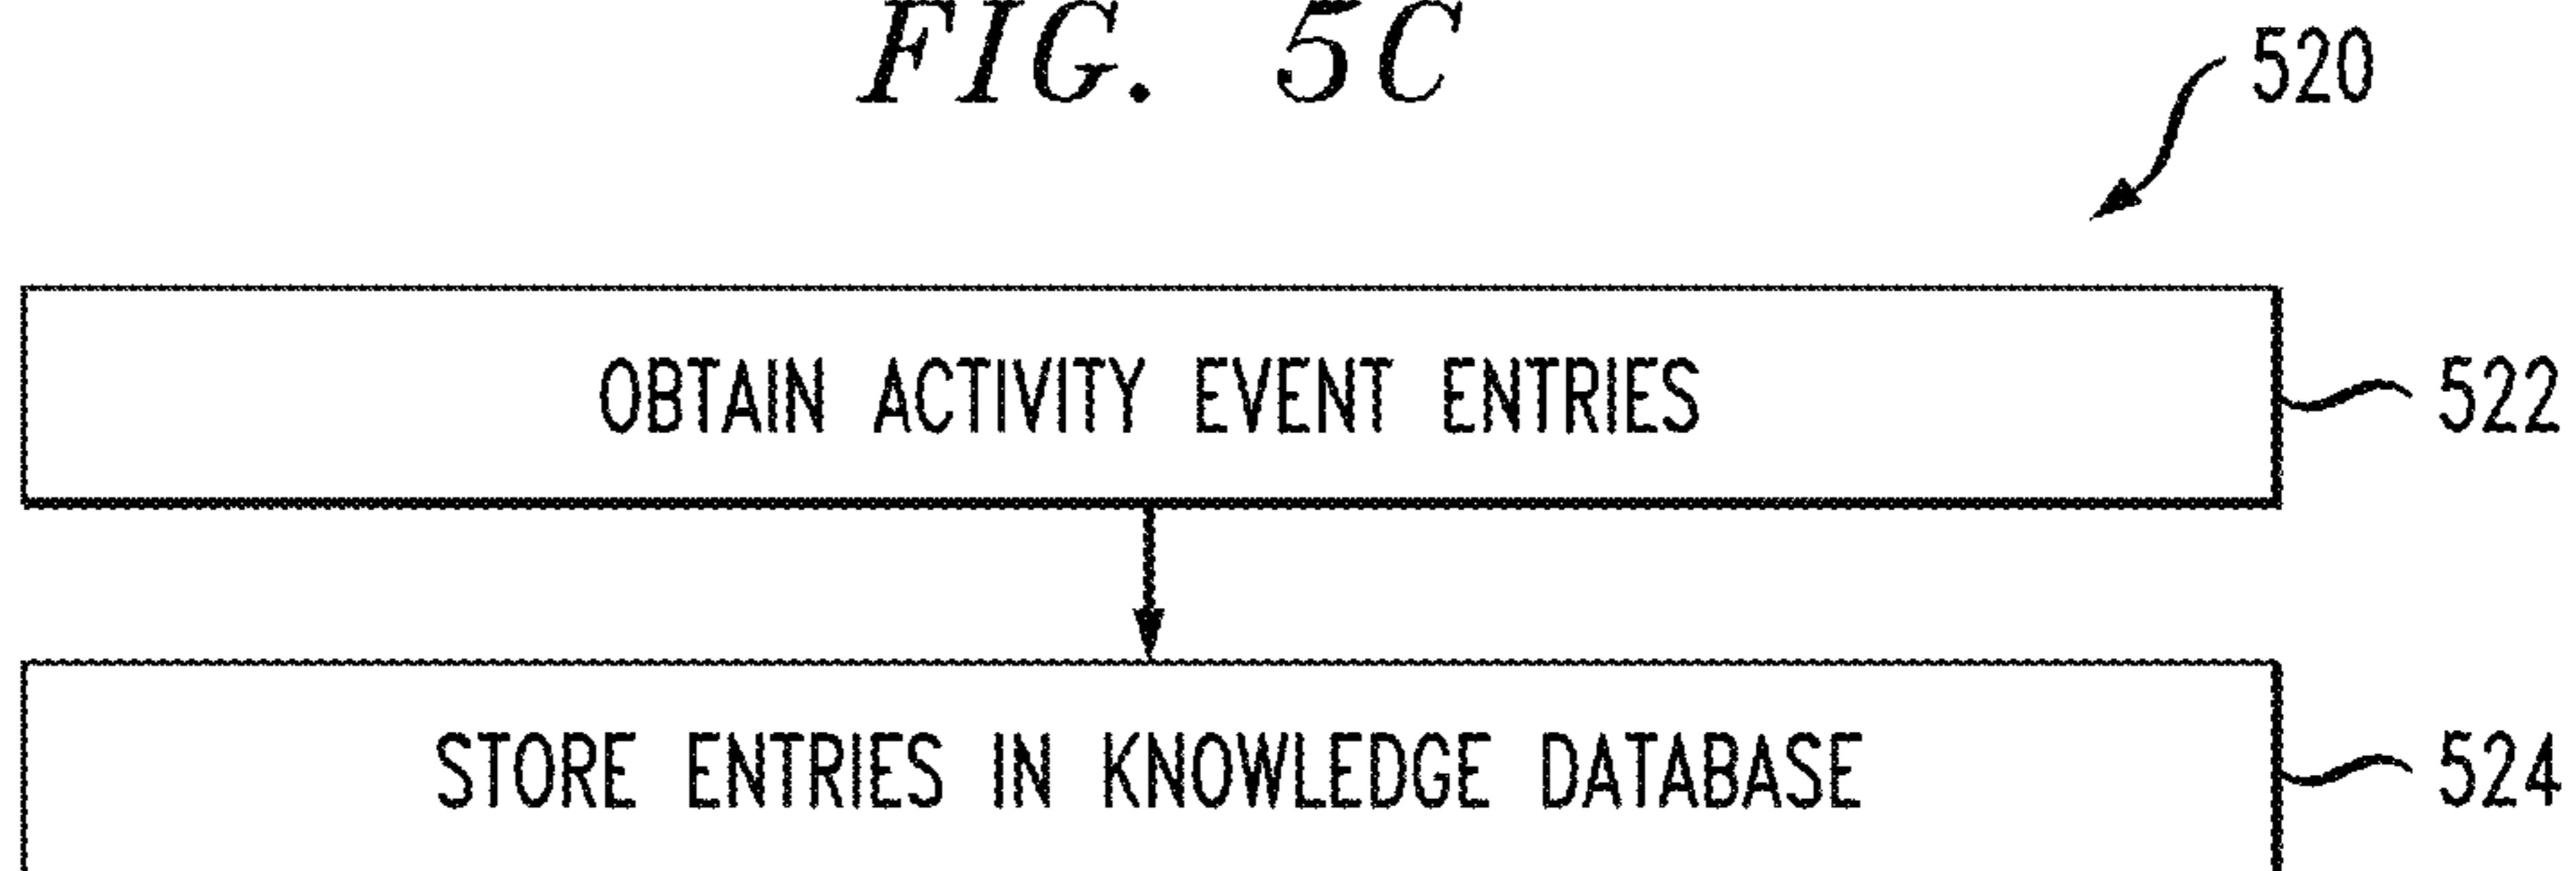 FIG. 5C
520
OBTAIN ACTIVITY EVENT ENTRIES
522
STORE ENTRIES IN KNOWLEDGE DATABASE
524